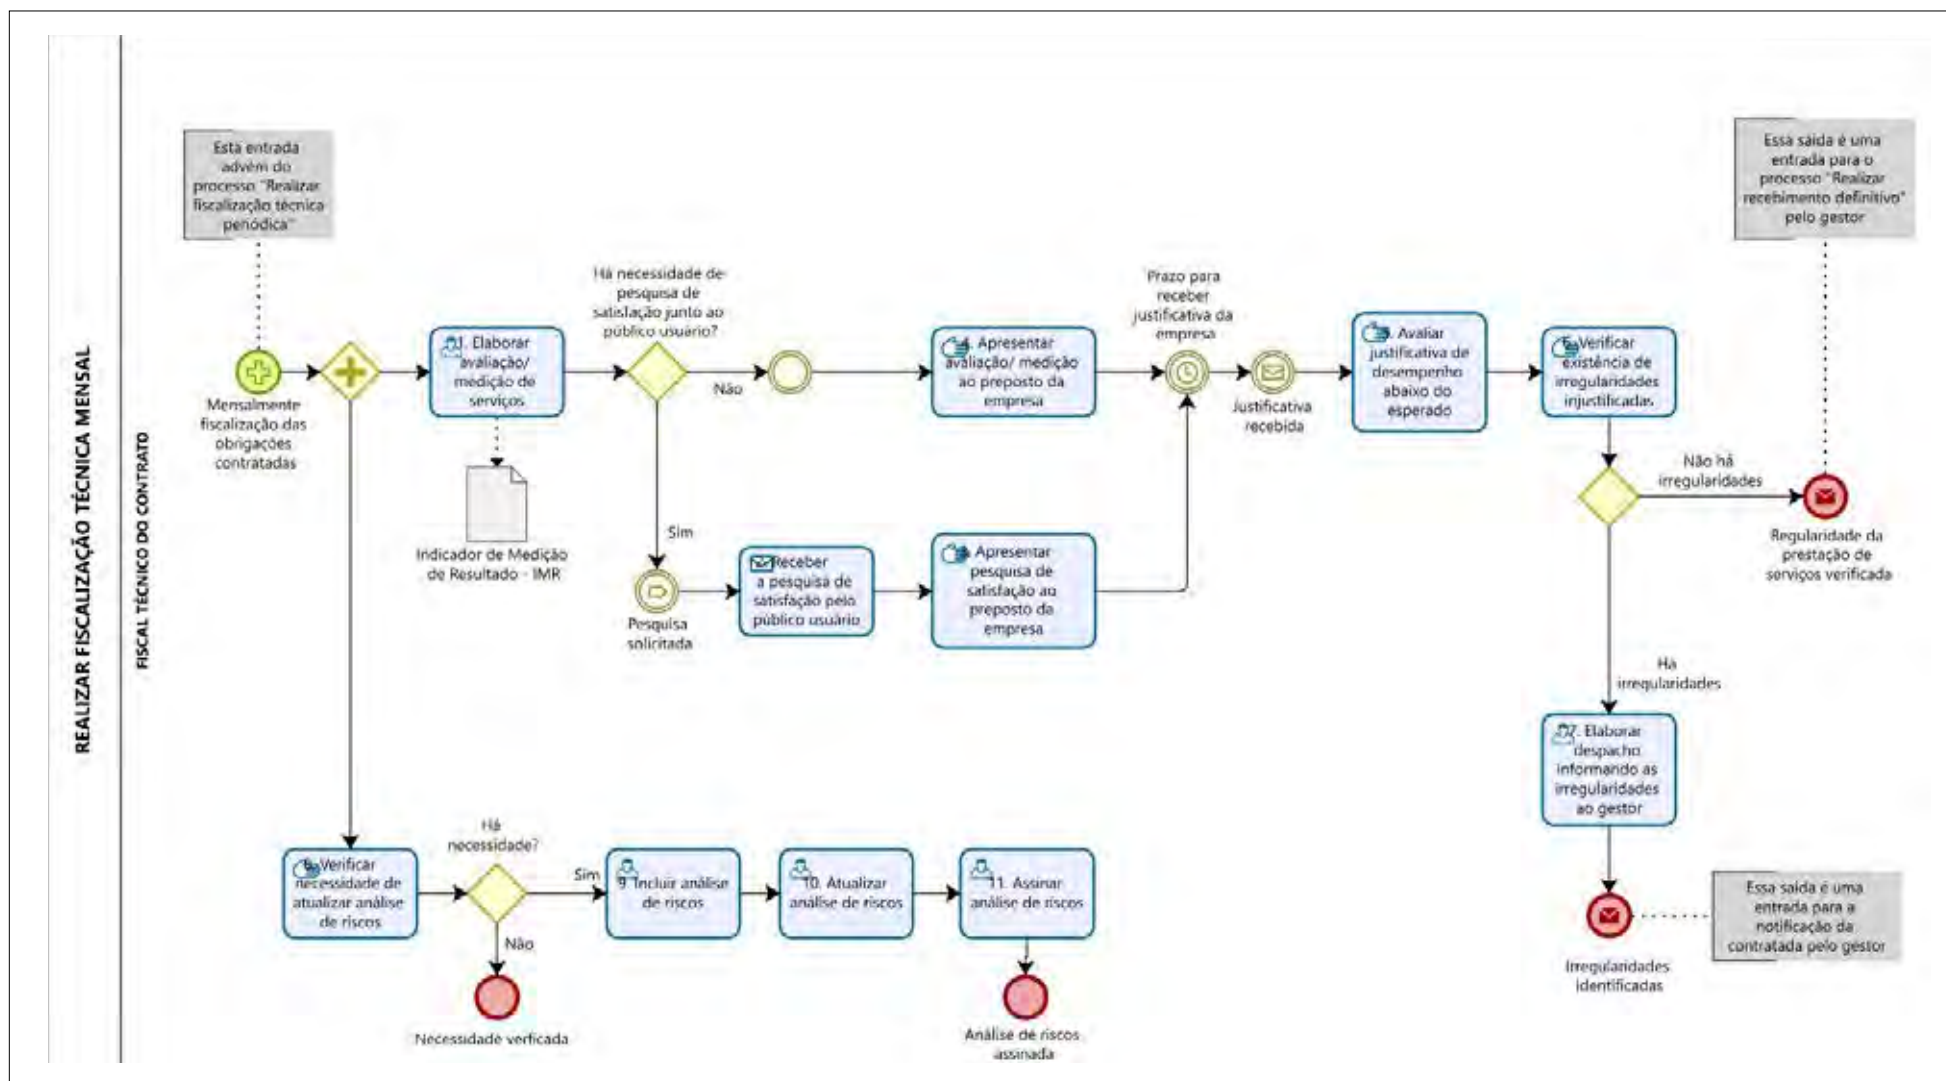 REALIZAR FISCALIZAÇÃO TÉCNICA MENSAL
FISCAL TÉCNICO DO CONTRATO
Esta entrada
advém do
processo "Realizar
fiscalização técnica
periódica"
Mensalmente
fiscalização das
obrigações
contratadas
1. Elaborar
avaliação/
medição de
serviços
Indicador de Medição
de Resultado - IMR
Há necessidade de
pesquisa de
satisfação junto ao
público usuário?
Não
Sim
Pesquisa
solicitada
Receber
a pesquisa de
satisfação pelo
público usuário
Apresentar
pesquisa de
satisfação ao
preposto da
empresa
4. Apresentar
avaliação/ medição
ao preposto da
empresa
Prazo para
receber
justificativa da
empresa
Justificativa
recebida
Avaliar
justificativa de
desempenho
abaixo do
esperado
Verificar
existência de
irregularidades
injustificadas
Não há
irregularidades
Essa saída é uma
entrada para o
processo "Realizar
recebimento definitivo"
pelo gestor
Regularidade da
prestação de
serviços verificada
Há
irregularidades
7. Elaborar
despacho
informando as
irregularidades
ao gestor
Irregularidades
identificadas
Essa saída é uma
entrada para a
notificação da
contratada pelo gestor
Verificar
necessidade de
atualizar análise
de riscos
Há
necessidade?
Sim
Não
Necessidade verficada
9. Incluir análise
de riscos
10. Atualizar
análise de riscos
11. Assinar
análise de riscos
Análise de riscos
assinada